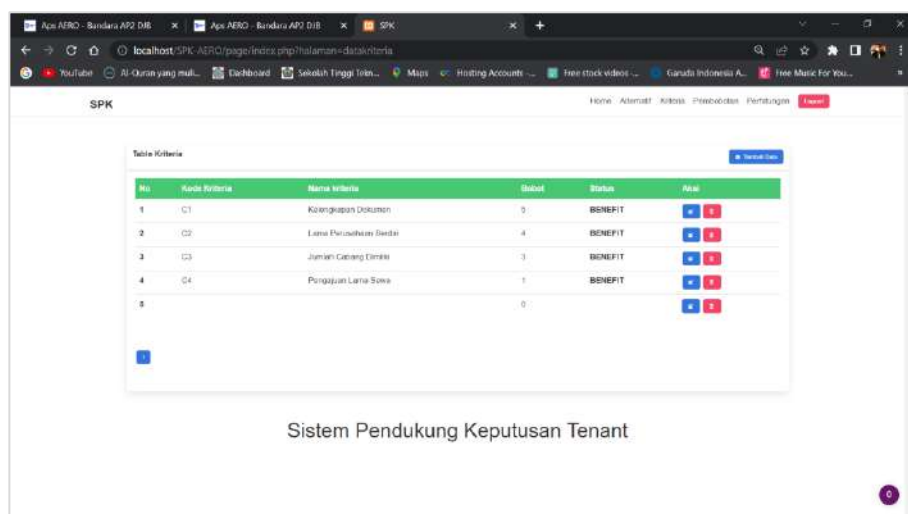 Aps AERO - Bandara AP2 DJB
Aps AERO - Bandara AP2 DJB
SPK
localhost/SPK-AERO/page/index.php?halaman=datakriteria
YouTube
Al-Quran yang muli...
Dashboard
Sekolah Tinggi Tekn...
Maps
Hosting Accounts -...
Free stock videos -...
Garuda Indonesia A...
Free Music For You...
SPK
Home Alternatif Kriteria Pembobotan Perhitungan Logout
Table Kriteria
Tambah Data
No Kode Kriteria Nama kriteria Bobot Status Aksi
1 C1 Kelengkapan Dokumen 5 BENEFIT
2 C2 Lama Perusahaan Berdiri 4 BENEFIT
3 C3 Jumlah Cabang Dimiliki 3 BENEFIT
4 C4 Pengajuan Lama Sewa 1 BENEFIT
5 0
1
Sistem Pendukung Keputusan Tenant
0